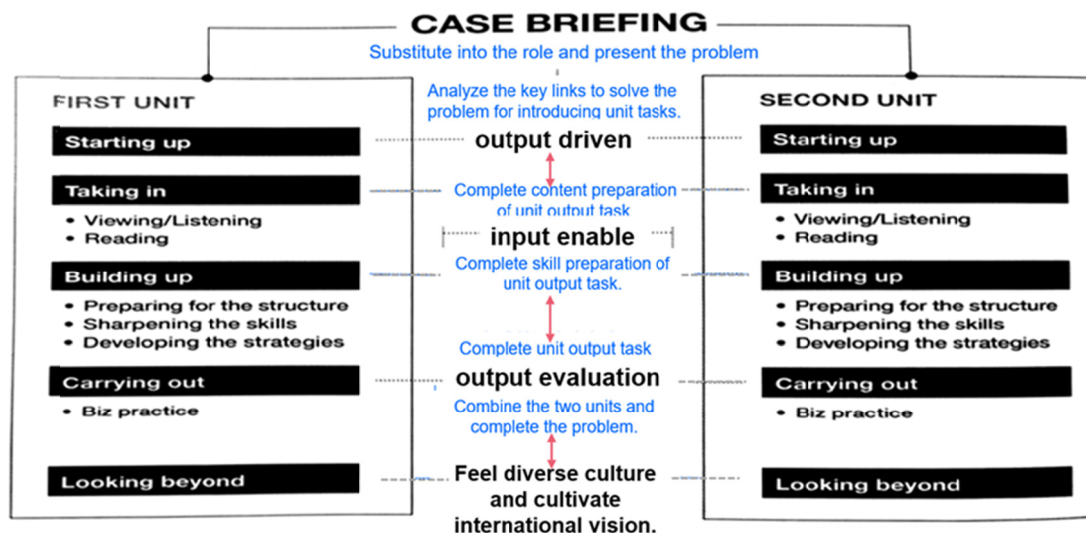 CASE BRIEFING
Substitute into the role and present the problem
FIRST UNIT
Starting up
Taking in
• Viewing/Listening
• Reading
Building up
• Preparing for the structure
• Sharpening the skills
• Developing the strategies
Carrying out
• Biz practice
Looking beyond
Analyze the key links to solve the
problem for introducing unit tasks.
output driven
Complete content preparation
of unit output task
input enable
Complete skill preparation of
unit output task.
Complete unit output task
output evaluation
Combine the two units and
complete the problem.
Feel diverse culture
and cultivate
international vision.
SECOND UNIT
Starting up
Taking in
• Viewing/Listening
• Reading
Building up
• Preparing for the structure
• Sharpening the skills
• Developing the strategies
Carrying out
• Biz practice
Looking beyond